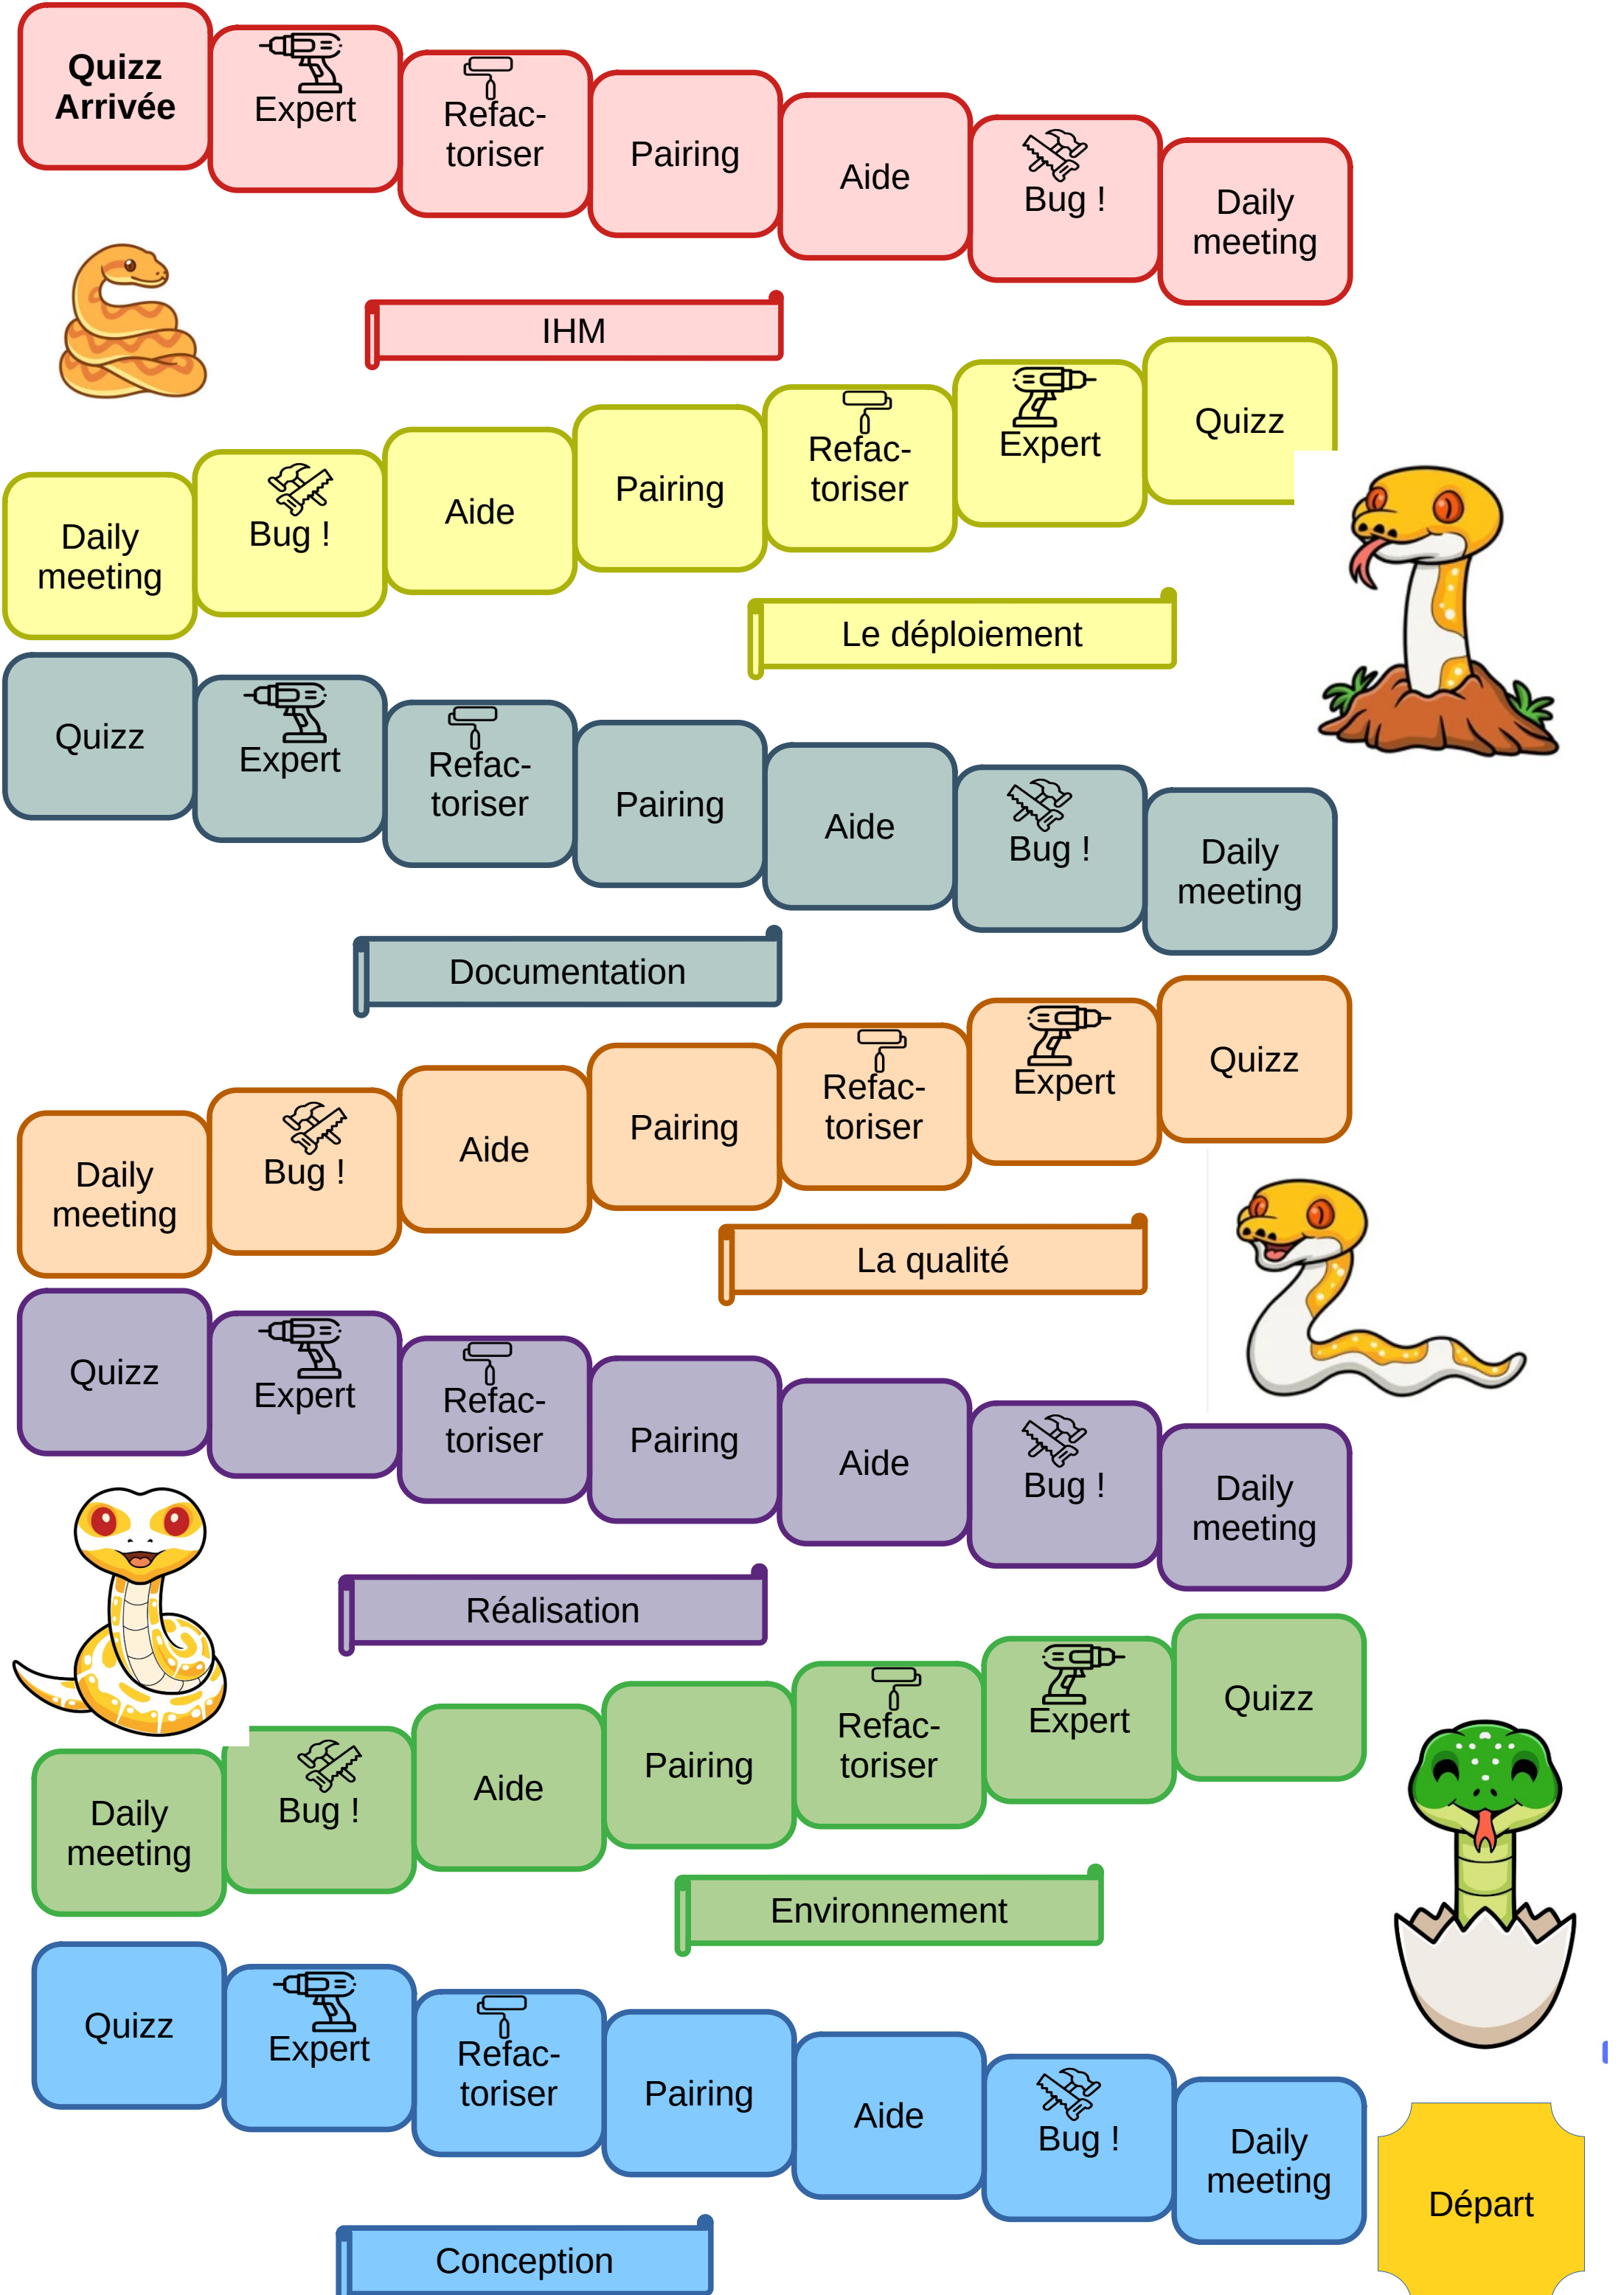 Quizz
Arrivée
Expert
Refac-
toriser
Pairing
Aide
Bug !
Daily
meeting
IHM
Daily
meeting
Bug !
Aide
Pairing
Refac-
toriser
Expert
Quizz
Le déploiement
Quizz
Expert
Refac-
toriser
Pairing
Aide
Bug !
Daily
meeting
Documentation
Daily
meeting
Bug !
Aide
Pairing
Refac-
toriser
Expert
Quizz
La qualité
Quizz
Expert
Refac-
toriser
Pairing
Aide
Bug !
Daily
meeting
Réalisation
Daily
meeting
Bug !
Aide
Pairing
Refac-
toriser
Expert
Quizz
Environnement
Quizz
Expert
Refac-
toriser
Pairing
Aide
Bug !
Daily
meeting
Départ
Conception